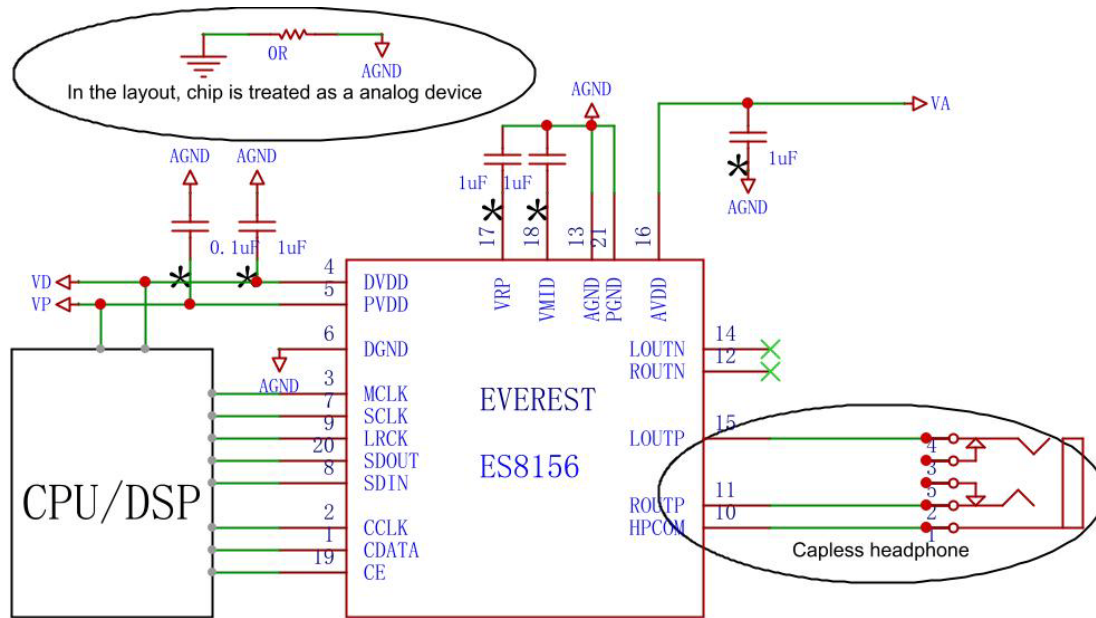 0R
AGND
In the layout, chip is treated as a analog device
AGND
VA
AGND AGND
1uF 1uF
*
*
1uF
*
AGND
0.1uF 1uF
*
*
17 18 13 21 16
VD
VP
4 DVDD
5 PVDD
VRP VMID AGND PGND AVDD
6 DGND
AGND
LOUTN 14
ROUTN 12
3 MCLK
7 SCLK
9 LRCK
20 SDOUT
8 SDIN
EVEREST
ES8156
LOUTP 15
4
3
5
ROUTP 11
2
HPCOM 10
1
CPU/DSP
2 CCLK
1 CDATA
19 CE
Capless headphone